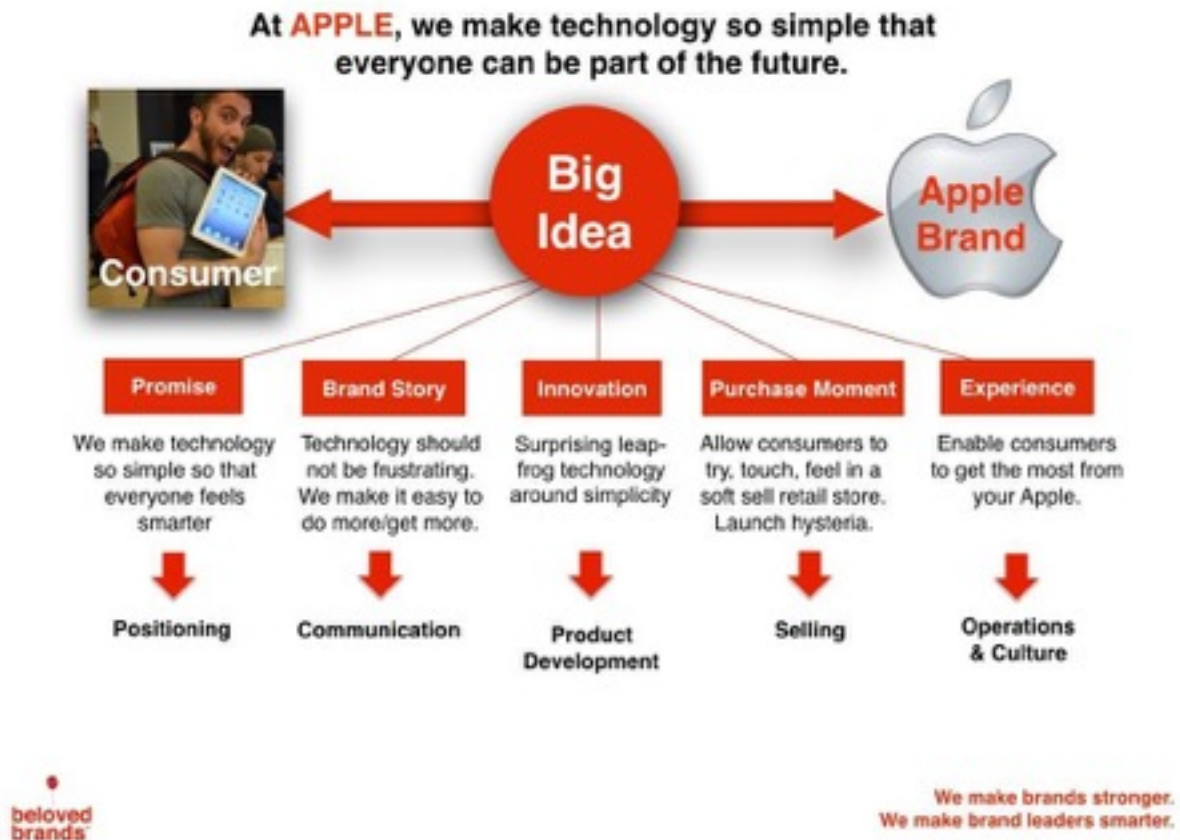 At APPLE, we make technology so simple that
everyone can be part of the future.
Consumer
Big
Idea
Apple
Brand
Promise
We make technology
so simple so that
everyone feels
smarter
Positioning
Brand Story
Technology should
not be frustrating.
We make it easy to
do more/get more.
Communication
Innovation
Surprising leap-
frog technology
around simplicity
Product
Development
Purchase Moment
Allow consumers to
try, touch, feel in a
soft sell retail store.
Launch hysteria.
Selling
Experience
Enable consumers
to get the most from
your Apple.
Operations
& Culture
beloved
brands
We make brands stronger.
We make brand leaders smarter.